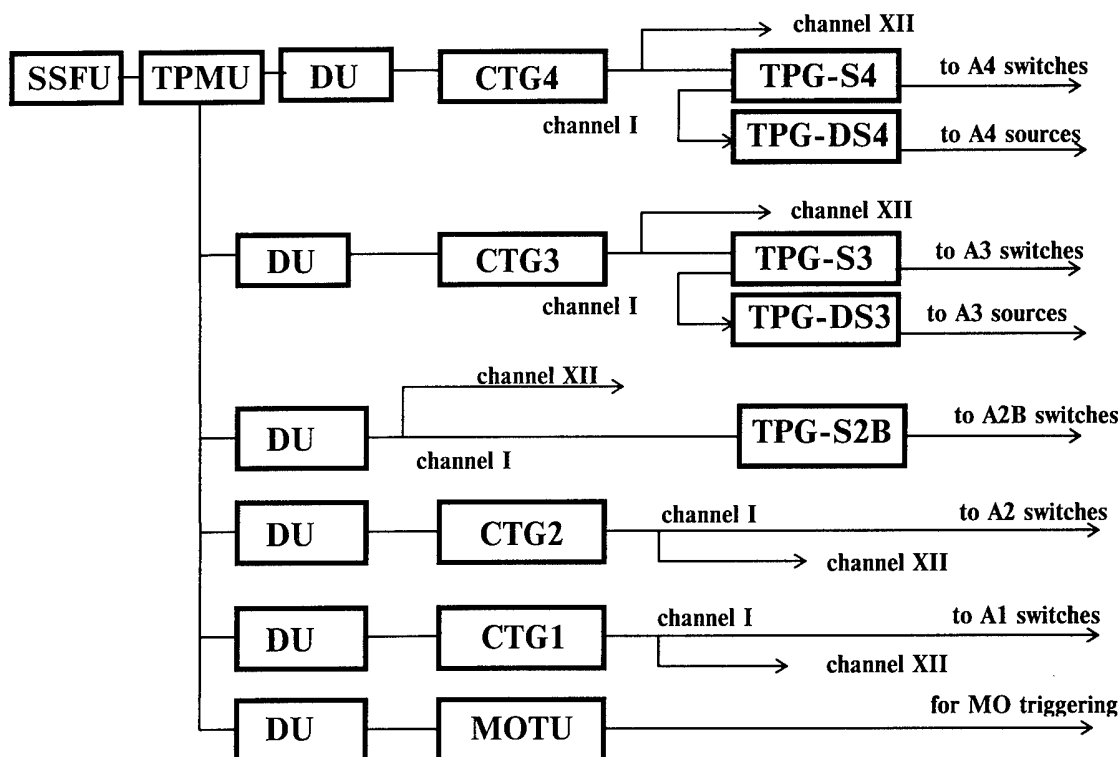 channel XII
SSFU TPMU DU CTG4 TPG-S4 to A4 switches
channel I TPG-DS4 to A4 sources
channel XII
DU CTG3 TPG-S3 to A3 switches
channel I TPG-DS3 to A3 sources
channel XII
DU TPG-S2B to A2B switches
channel I
DU CTG2 channel I to A2 switches
channel XII
DU CTG1 channel I to A1 switches
channel XII
DU MOTU for MO triggering